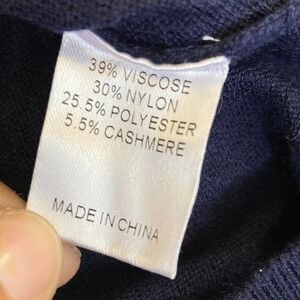 39% VISCOSE
30% NYLON
25.5% POLYESTER
5.5% CASHMERE
MADE IN CHINA